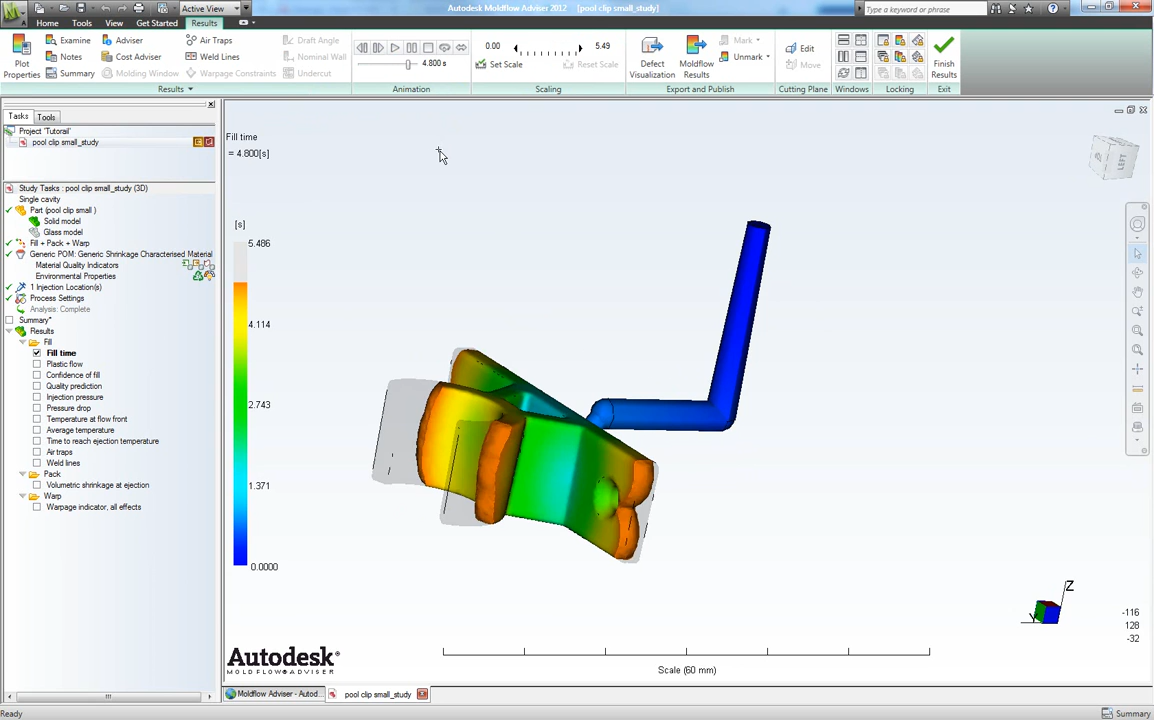 Active View
Autodesk Moldflow Adviser 2012 [pool clip small_study]
Type a keyword or phrase
Home Tools View Get Started Results
Plot Properties
Examine
Notes
Summary
Adviser
Cost Adviser
Molding Window
Air Traps
Weld Lines
Warpage Constraints
Draft Angle
Nominal Wall
Undercut
4.800 s
0.00 5.49
Set Scale Reset Scale
Defect Visualization
Moldflow Results
Mark
Unmark
Edit
Move
Finish Results
Results Animation Scaling Export and Publish Cutting Plane Windows Locking Exit
Tasks Tools
Project 'Tutorail'
pool clip small_study
Study Tasks : pool clip small_study (3D)
Single cavity
Part (pool clip small )
Solid model
Glass model
Fill + Pack + Warp
Generic POM: Generic Shrinkage Characterised Material
Material Quality Indicators
Environmental Properties
1 Injection Location(s)
Process Settings
Analysis: Complete
Summary*
Results
Fill
Fill time
Plastic flow
Confidence of fill
Quality prediction
Injection pressure
Pressure drop
Temperature at flow front
Average temperature
Time to reach ejection temperature
Air traps
Weld lines
Pack
Volumetric shrinkage at ejection
Warp
Warpage indicator, all effects
Fill time
= 4.800[s]
[s]
5.486
4.114
2.743
1.371
0.0000
LEFT
Z
Y
-116
128
-32
Autodesk®
MOLDFLOW®ADVISER
Scale (60 mm)
Moldflow Adviser - Autod...
pool clip small_study
Ready
Summary